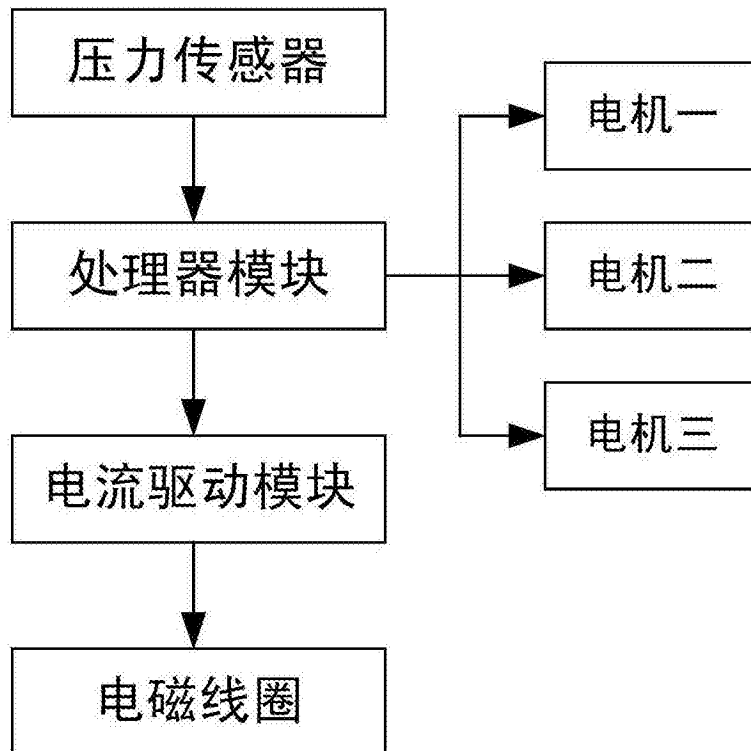 压力传感器
处理器模块
电流驱动模块
电磁线圈
电机一
电机二
电机三